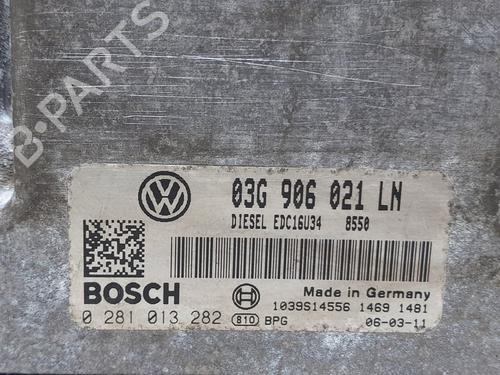 B-PARTS
03G 906 021 LN
DIESEL EDC16U34 8550
BOSCH
Made in Germany
1039S14556 1469 1481
0 281 013 282 810 BPG 06-03-11